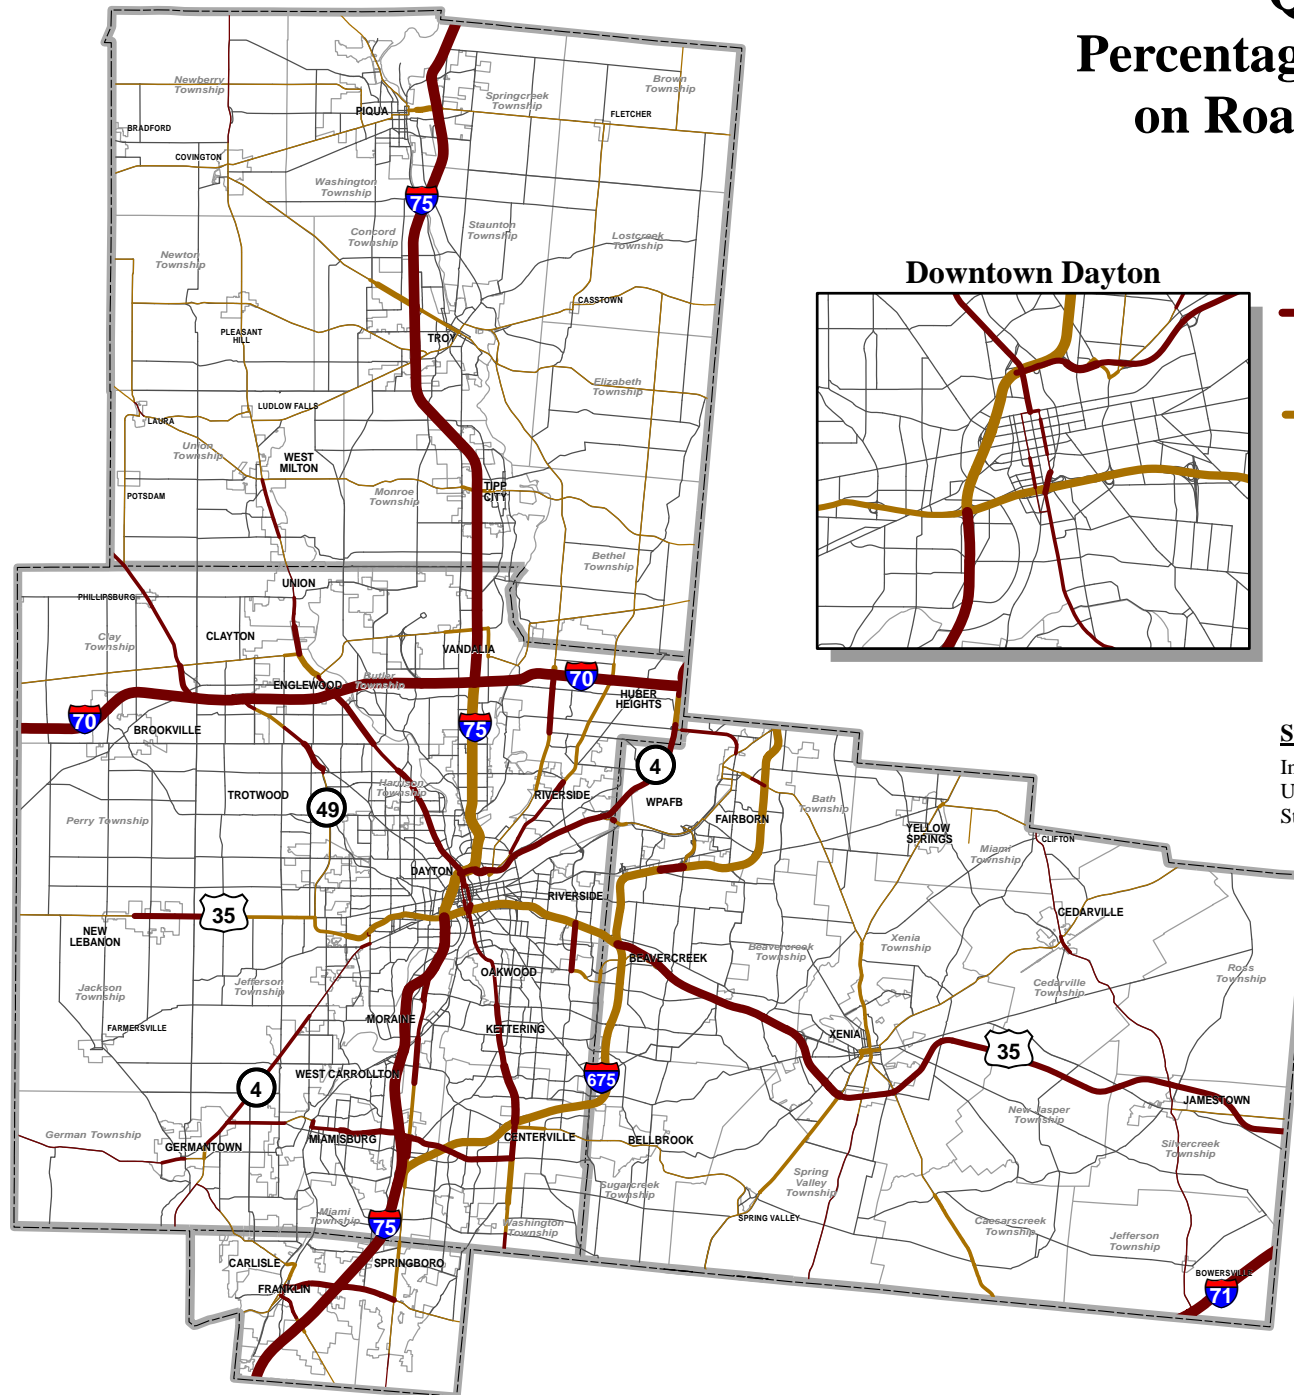 Percentag
on Roa
Downtown Dayton
S
In
U
St
Newberry
Township
Brown
Township
Springcreek
Township
PIQUA
FLETCHER
BRADFORD
COVINGTON
Washington
Township
75
Concord
Township
Staunton
Township
Lostcreek
Township
Newton
Township
CASSTOWN
PLEASANT
HILL
TROY
Elizabeth
Township
LUDLOW FALLS
LAURA
Union
Township
WEST
MILTON
POTSDAM
Monroe
Township
TIPP
CITY
Bethel
Township
UNION
PHILLIPSBURG
Clay
Township
CLAYTON
VANDALIA
ENGLEWOOD
Butler
Township
70
HUBER
HEIGHTS
70
BROOKVILLE
75
4
TROTWOOD
Harrison
Township
RIVERSIDE
WPAFB
49
Perry Township
FAIRBORN
Bath
Township
YELLOW
SPRINGS
CLIFTON
Miami
Township
DAYTON
RIVERSIDE
35
CEDARVILLE
NEW
LEBANON
Xenia
Township
Beavercreek
Township
BEAVERCREEK
OAKWOOD
Ross
Township
Jackson
Township
Jefferson
Township
Cedarville
Township
FARMERSVILLE
MORAINE
KETTERING
XENIA
35
WEST CARROLLTON
675
4
JAMESTOWN
New Jasper
Township
German Township
GERMANTOWN
MIAMISBURG
CENTERVILLE
BELLBROOK
Silvercreek
Township
Spring
Valley
Township
Sugarcreek
Township
Miami
Township
75
Washington
Township
SPRING VALLEY
Caesarscreek
Township
Jefferson
Township
CARLISLE
SPRINGBORO
FRANKLIN
BOWERSVILLE
71